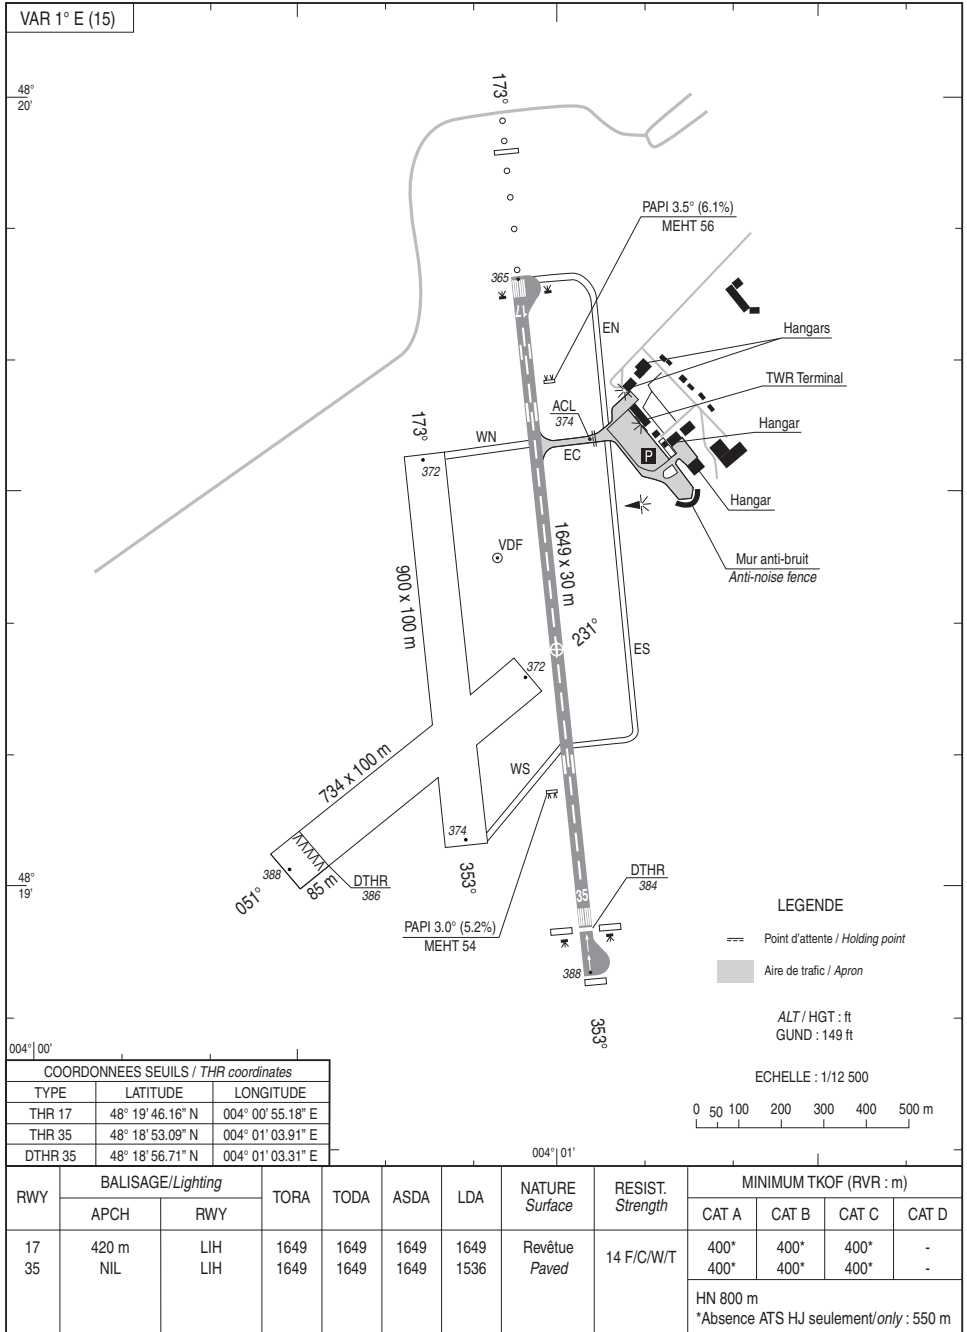 VAR 1° E (15)
48°
20'
173°
PAPI 3.5° (6.1%)
MEHT 56
365
17
EN
Hangars
TWR Terminal
ACL
374
173°
WN
EC
Hangar
372
P
Hangar
VDF
1649 x 30 m
Mur anti-bruit
Anti-noise fence
900 x 100 m
231°
ES
372
734 x 100 m
WS
374
388
DTHR
386
353°
48°
19'
051°
85 m
35
DTHR
384
PAPI 3.0° (5.2%)
MEHT 54
388
353°
LEGENDE
Point d'attente / Holding point
Aire de trafic / Apron
ALT / HGT : ft
GUND : 149 ft
ECHELLE : 1/12 500
0 50 100 200 300 400 500 m
004° 00'
004° 01'
COORDONNEES SEUILS / THR coordinates
TYPE LATITUDE LONGITUDE
THR 17 48° 19' 46.16" N 004° 00' 55.18" E
THR 35 48° 18' 53.09" N 004° 01' 03.91" E
DTHR 35 48° 18' 56.71" N 004° 01' 03.31" E
RWY BALISAGE/Lighting TORA TODA ASDA LDA NATURE Surface RESIST. Strength MINIMUM TKOF (RVR : m)
APCH RWY CAT A CAT B CAT C CAT D
17 420 m LIH 1649 1649 1649 1649 Revêtue 14 F/C/W/T 400* 400* 400* -
35 NIL LIH 1649 1649 1649 1536 Paved 400* 400* 400* -
HN 800 m
*Absence ATS HJ seulement/only : 550 m